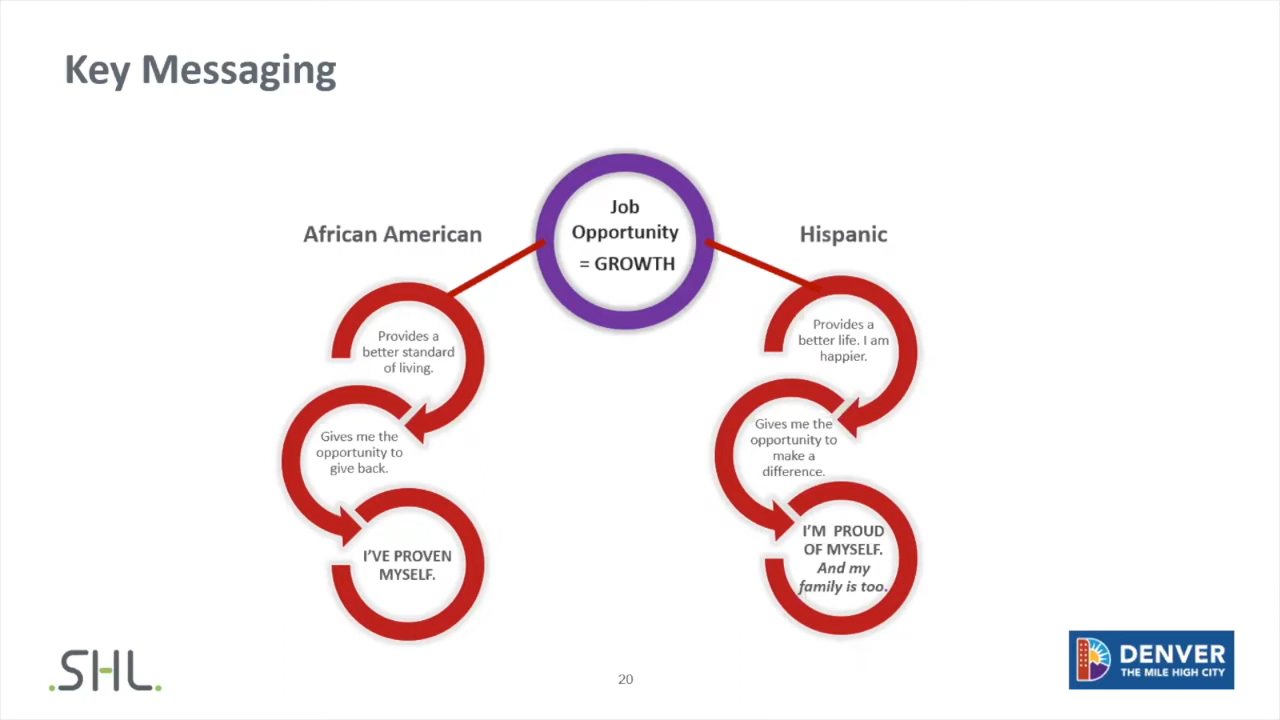 Key Messaging
African American
Job
Opportunity
= GROWTH
Hispanic
Provides a
better standard
of living.
Gives me the
opportunity to
give back.
I'VE PROVEN
MYSELF.
Provides a
better life. I am
happier.
Gives me the
opportunity to
make a
difference.
I'M PROUD
OF MYSELF.
And my
family is too.
.SHL.
20
DENVER
THE MILE HIGH CITY